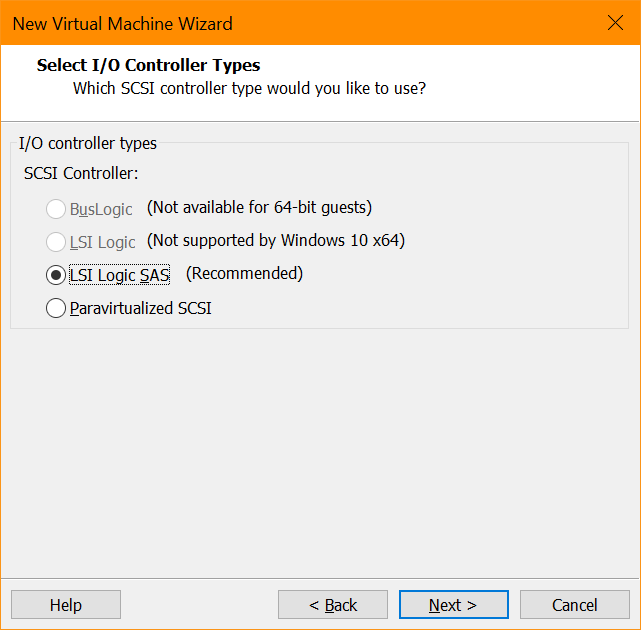 New Virtual Machine Wizard
Select I/O Controller Types
Which SCSI controller type would you like to use?
I/O controller types
SCSI Controller:
BusLogic (Not available for 64-bit guests)
LSI Logic (Not supported by Windows 10 x64)
LSI Logic SAS (Recommended)
Paravirtualized SCSI
Help < Back Next > Cancel